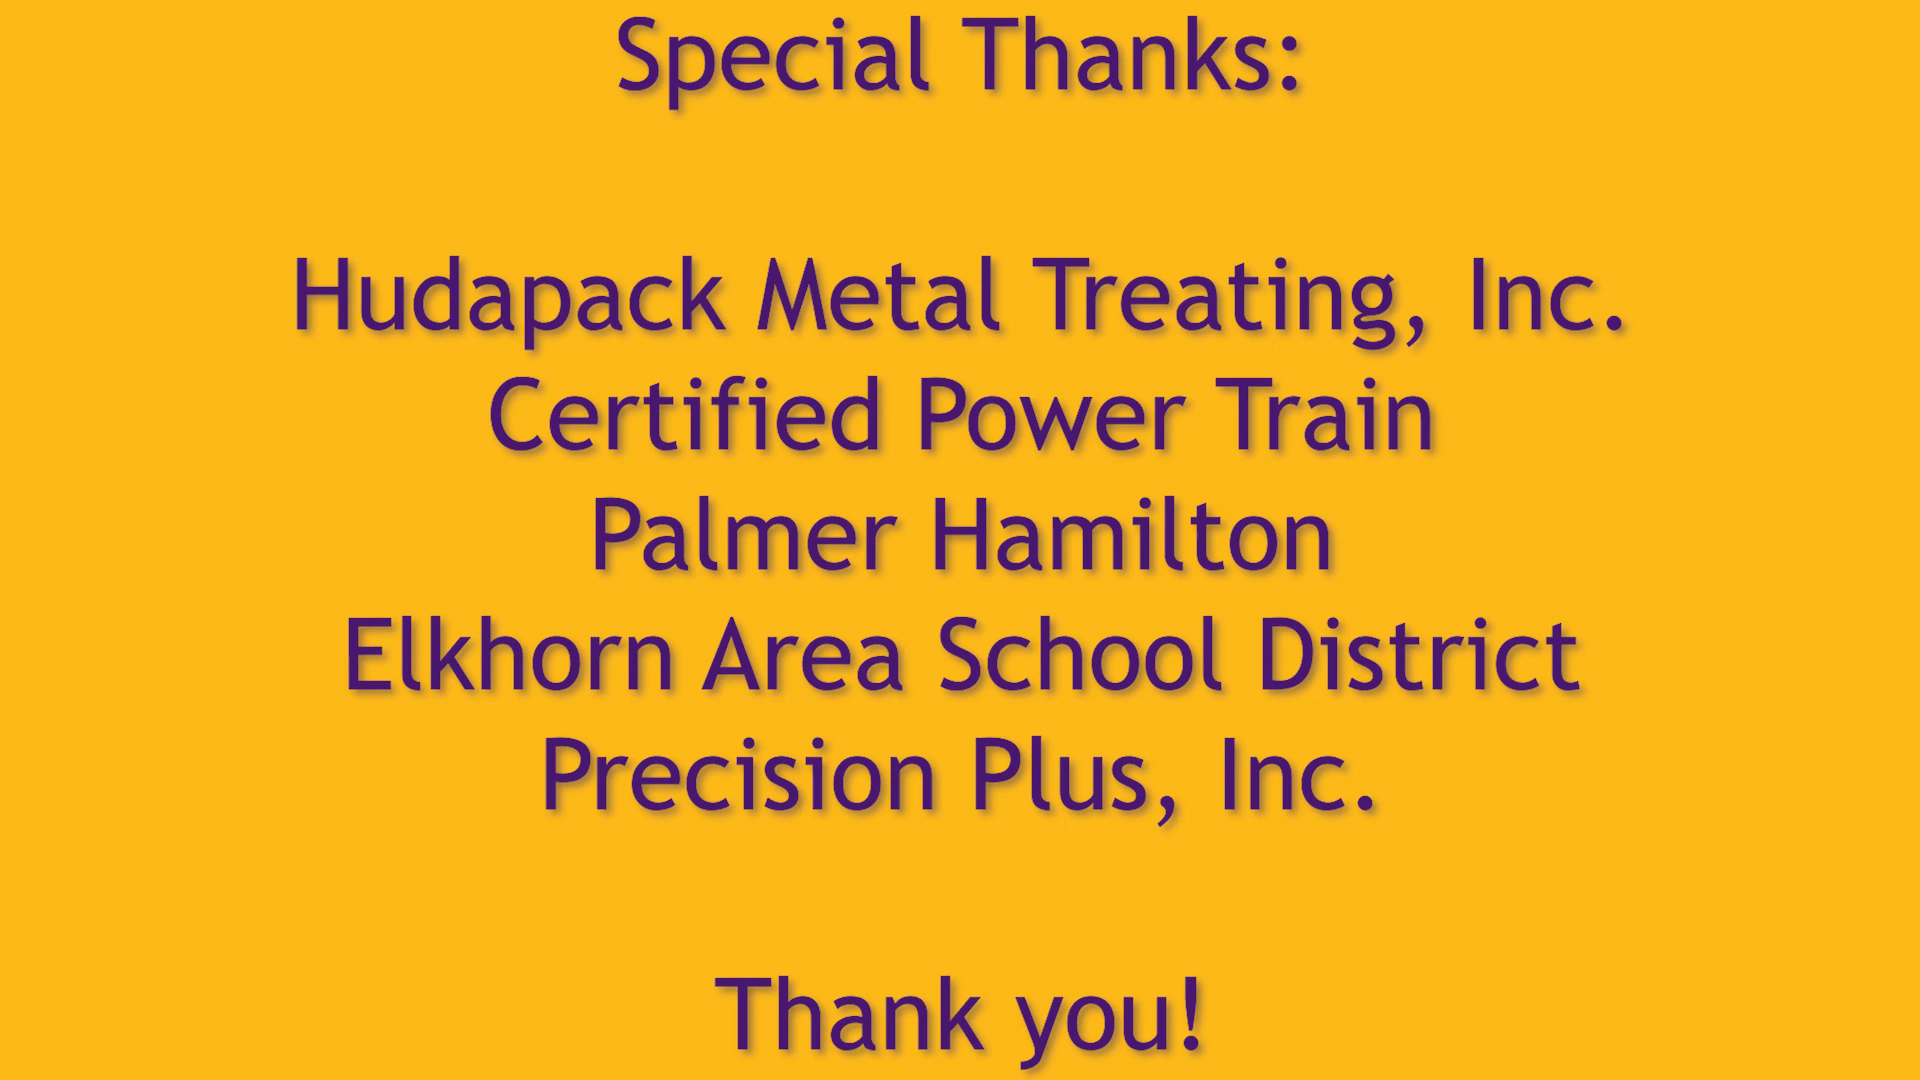 Special Thanks:
Hudapack Metal Treating, Inc.
Certified Power Train
Palmer Hamilton
Elkhorn Area School District
Precision Plus, Inc.
Thank you!